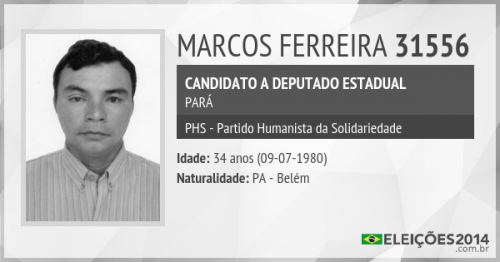 MARCOS FERREIRA 31556
CANDIDATO A DEPUTADO ESTADUAL
PARÁ
PHS - Partido Humanista da Solidariedade
Idade: 34 anos (09-07-1980)
Naturalidade: PA - Belém
ELEIÇÕES2014
.com.br